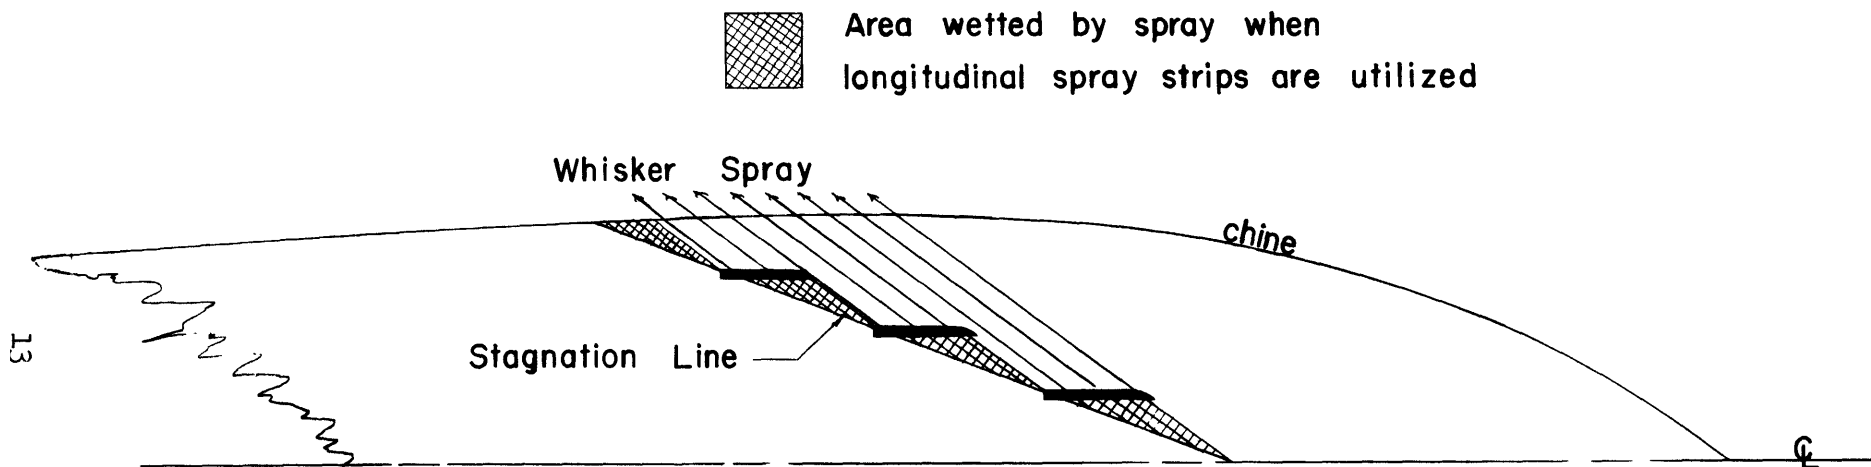 Area wetted by spray when
longitudinal spray strips are utilized
Whisker Spray
chine
Stagnation Line
13
℄